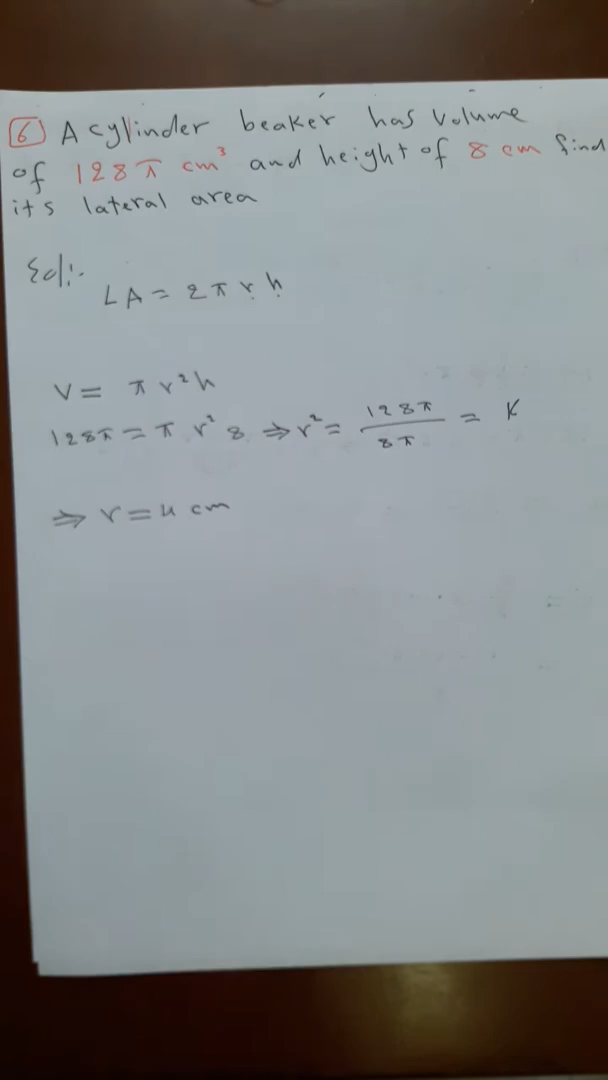 6 A cylinder beaker has Volume
of 128π cm³ and height of 8 cm find
it's lateral area
Sol:-
LA = 2π r h
V = π r² h
128π = π r² 8 ⇒ r² = 128π / 8π =
⇒ r = 4 cm